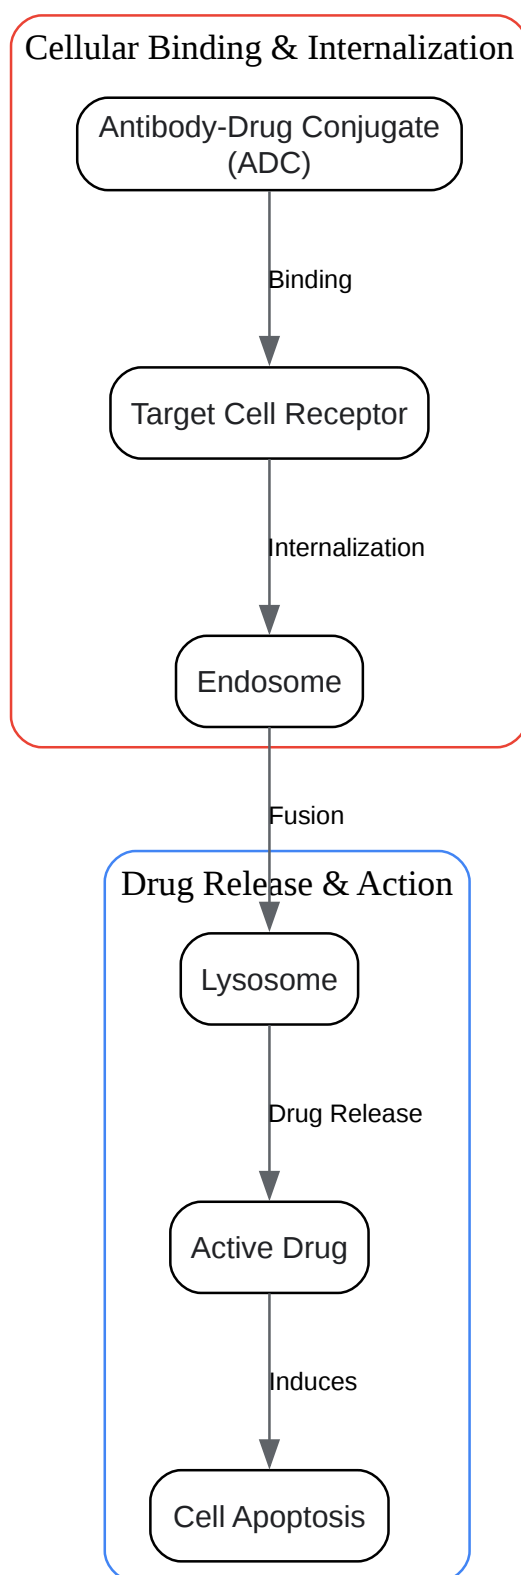 Cellular Binding & Internalization
Antibody-Drug Conjugate
(ADC)
Binding
Target Cell Receptor
Internalization
Endosome
Fusion
Drug Release & Action
Lysosome
Drug Release
Active Drug
Induces
Cell Apoptosis